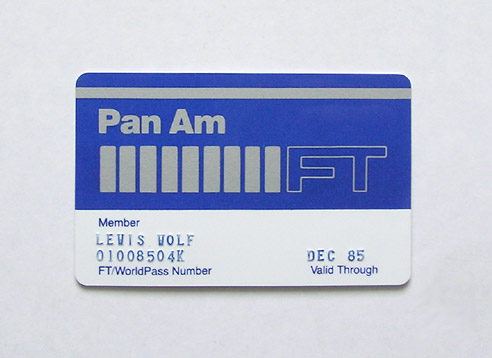 Pan Am
FT
Member
LEWIS WOLF
01008504K DEC 85
FT/WorldPass Number Valid Through